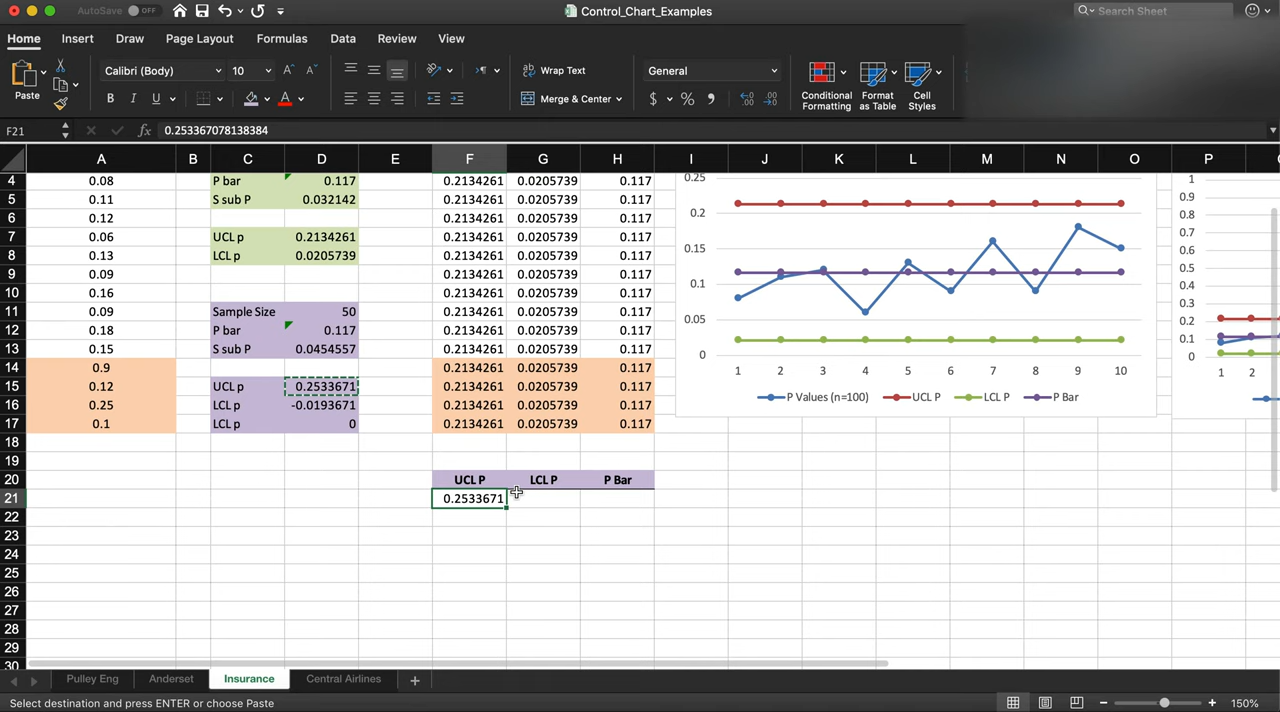 AutoSave OFF
Control_Chart_Examples
Search Sheet
Home Insert Draw Page Layout Formulas Data Review View
Paste
Calibri (Body) 10
B I U
Wrap Text
Merge & Center
General
$ % 
Conditional Formatting
Format as Table
Cell Styles
F21 fx 0.253367078138384
A B C D E F G H I J K L M N O P
4 0.08 P bar 0.117 0.2134261 0.0205739 0.117
5 0.11 S sub P 0.032142 0.2134261 0.0205739 0.117
6 0.12 0.2134261 0.0205739 0.117
7 0.06 UCL p 0.2134261 0.2134261 0.0205739 0.117
8 0.13 LCL p 0.0205739 0.2134261 0.0205739 0.117
9 0.09 0.2134261 0.0205739 0.117
10 0.16 0.2134261 0.0205739 0.117
11 0.09 Sample Size 50 0.2134261 0.0205739 0.117
12 0.18 P bar 0.117 0.2134261 0.0205739 0.117
13 0.15 S sub P 0.0454557 0.2134261 0.0205739 0.117
14 0.9 0.2134261 0.0205739 0.117
15 0.12 UCL p 0.2533671 0.2134261 0.0205739 0.117
16 0.25 LCL p -0.0193671 0.2134261 0.0205739 0.117
17 0.1 LCL p 0 0.2134261 0.0205739 0.117
18
19
20 UCL P LCL P P Bar
21 0.2533671
22
23
24
25
26
27
28
29
30
0.25
0.2
0.15
0.1
0.05
0
1 2 3 4 5 6 7 8 9 10
P Values (n=100) UCL P LCL P P Bar
1
0.9
0.8
0.7
0.6
0.5
0.4
0.3
0.2
0.1
0
1 2
Pulley Eng Anderset Insurance Central Airlines +
Select destination and press ENTER or choose Paste
150%